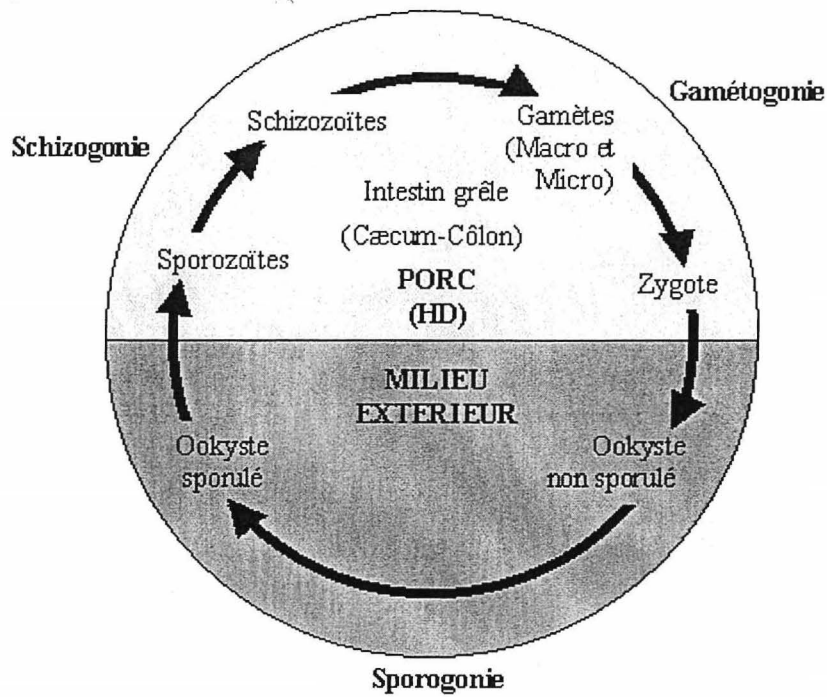 Gamétogonie
Gamètes
(Macro et
Micro)
Schizozoïtes
Schizogonie
Intestin grêle
(Cæcum-Côlon)
Sporozoïtes
PORC
(HD)
Zygote
MILIEU
EXTERIEUR
Ookyste
sporulé
Ookyste
non sporulé
Sporogonie